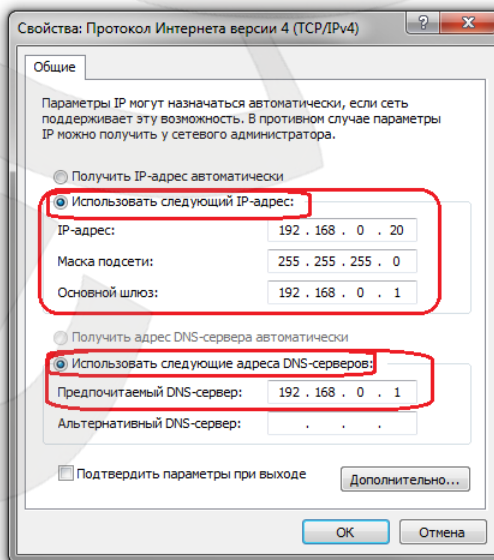 Свойства: Протокол Интернета версии 4 (TCP/IPv4)
Общие
Параметры IP могут назначаться автоматически, если сеть
поддерживает эту возможность. В противном случае параметры
IP можно получить у сетевого администратора.
Получить IP-адрес автоматически
Использовать следующий IP-адрес:
IP-адрес: 192 . 168 . 0 . 20
Маска подсети: 255 . 255 . 255 . 0
Основной шлюз: 192 . 168 . 0 . 1
Получить адрес DNS-сервера автоматически
Использовать следующие адреса DNS-серверов:
Предпочитаемый DNS-сервер: 192 . 168 . 0 . 1
Альтернативный DNS-сервер: . . .
Подтвердить параметры при выходе
Дополнительно...
ОК Отмена